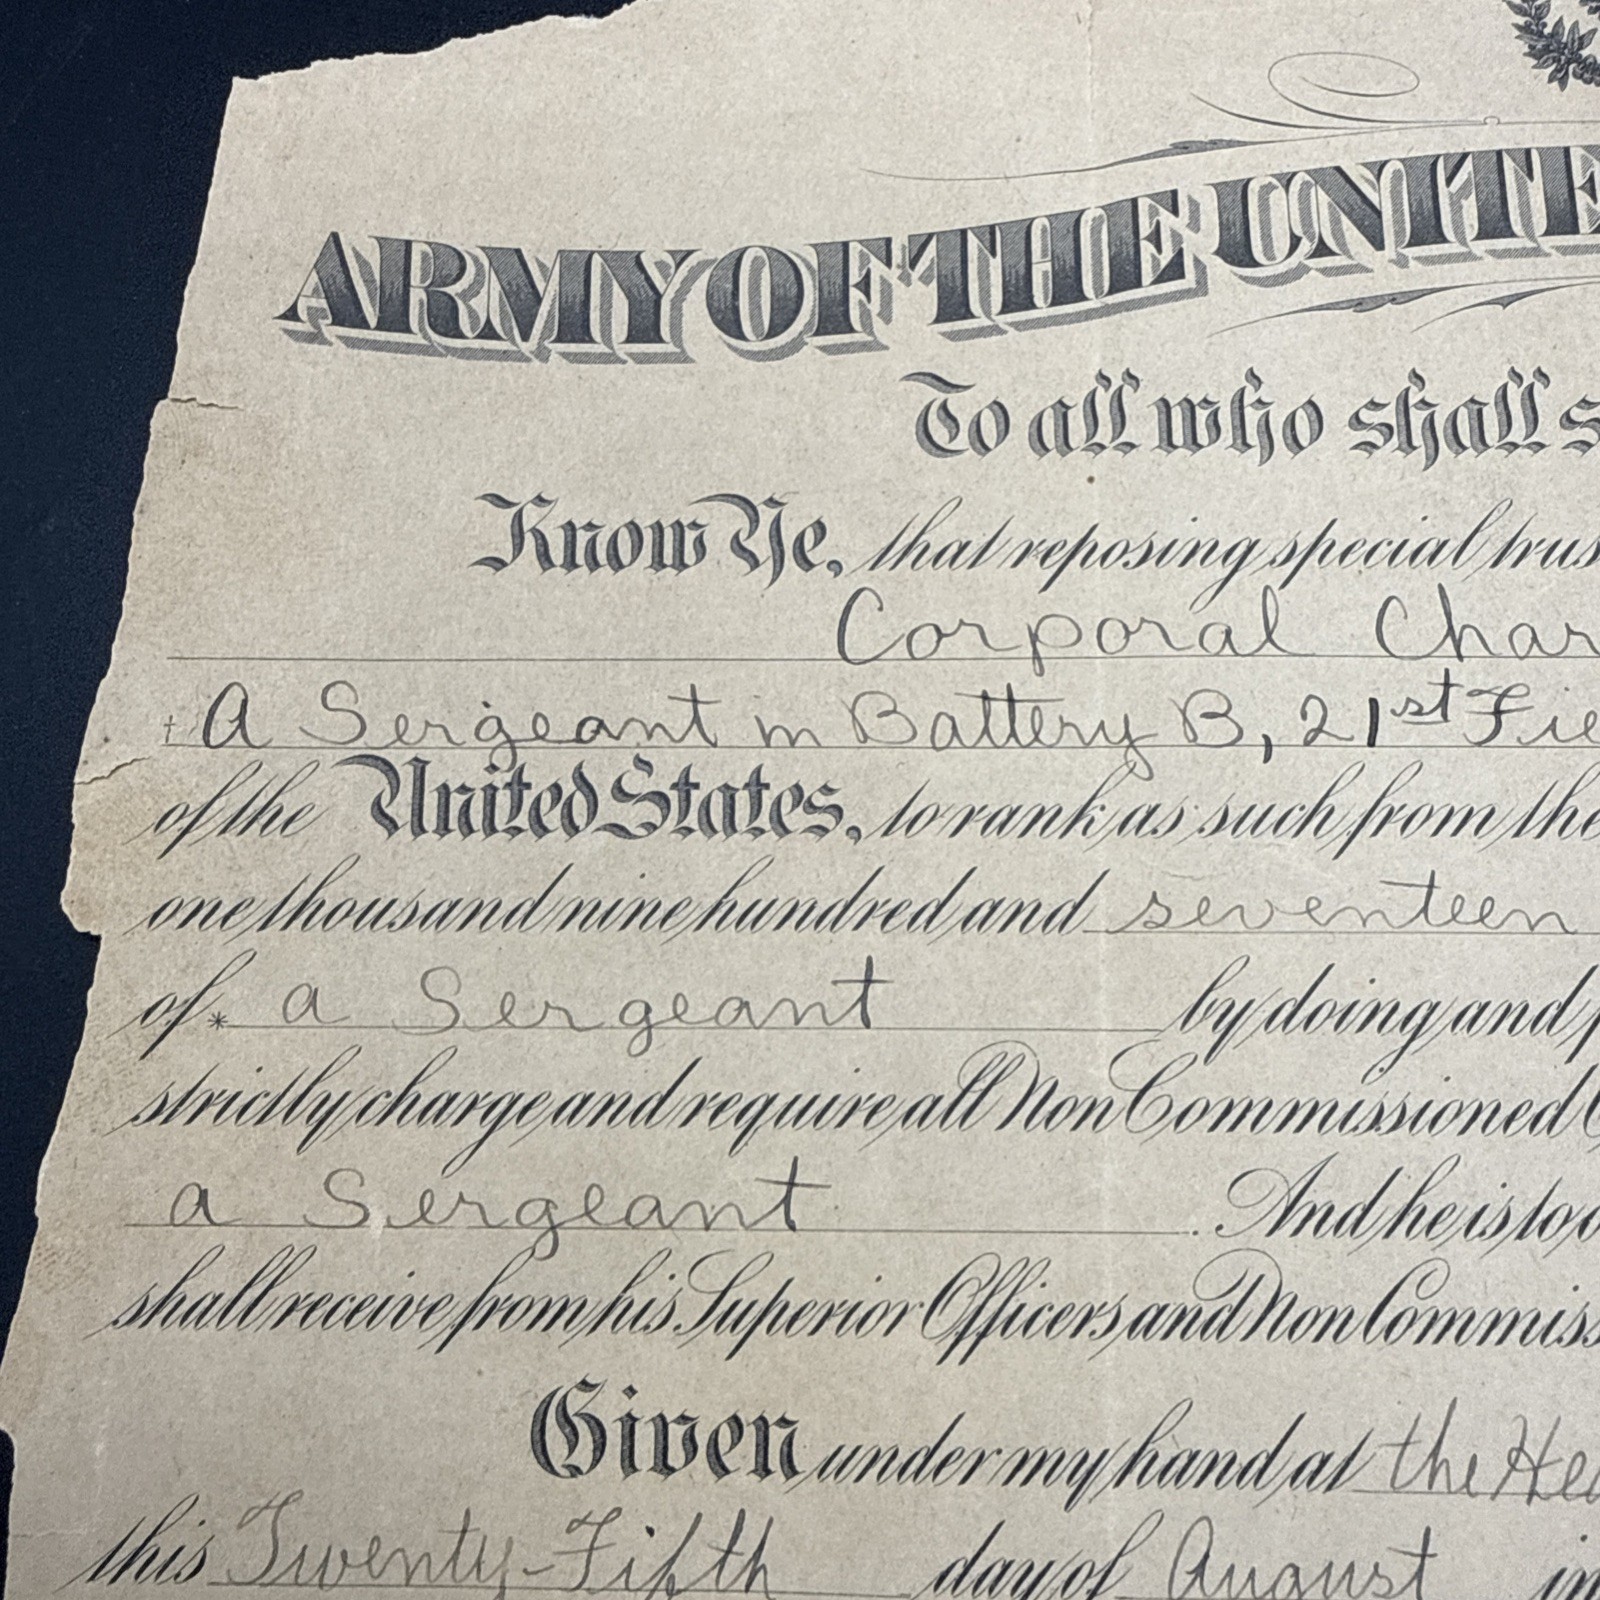 ARMY OF THE UNITE
To all who shall s
Know Ye, that reposing special trus
Corporal Char
† A Sergeant in Battery B, 21st Fie
of the United States, to rank as such from the
one thousand nine hundred and seventeen
of * a Sergeant by doing and p
strictly charge and require all Non Commissioned O
a Sergeant. And he is to o
shall receive from his Superior Officers and Non Commiss
Given under my hand at the Hea
this Twenty-Fifth day of August in